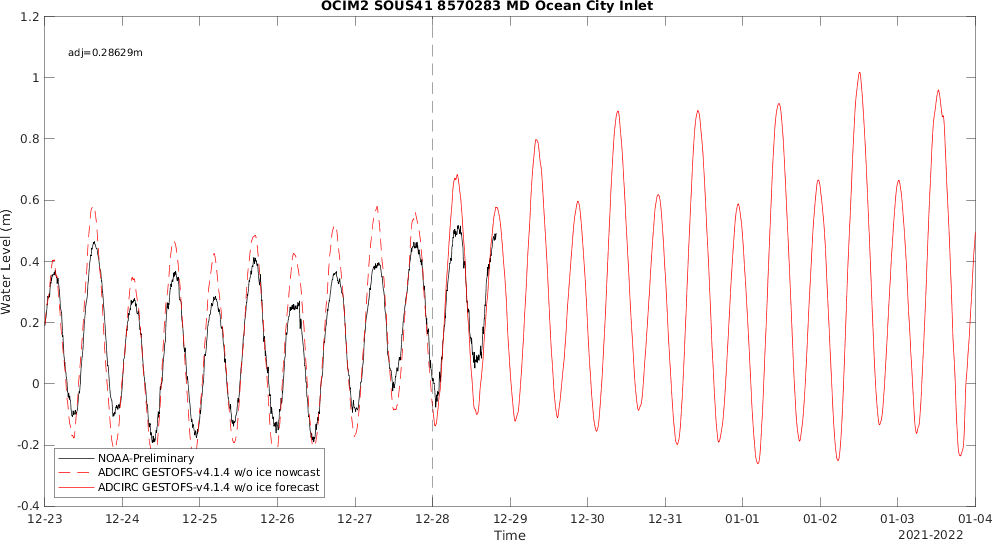 OCIM2 SOUS41 8570283 MD Ocean City Inlet
adj=0.28629m
1.2
1
0.8
0.6
0.4
0.2
0
-0.2
-0.4
Water Level (m)
NOAA-Preliminary
ADCIRC GESTOFS-v4.1.4 w/o ice nowcast
ADCIRC GESTOFS-v4.1.4 w/o ice forecast
12-23 12-24 12-25 12-26 12-27 12-28 12-29 12-30 12-31 01-01 01-02 01-03 01-04
Time
2021-2022